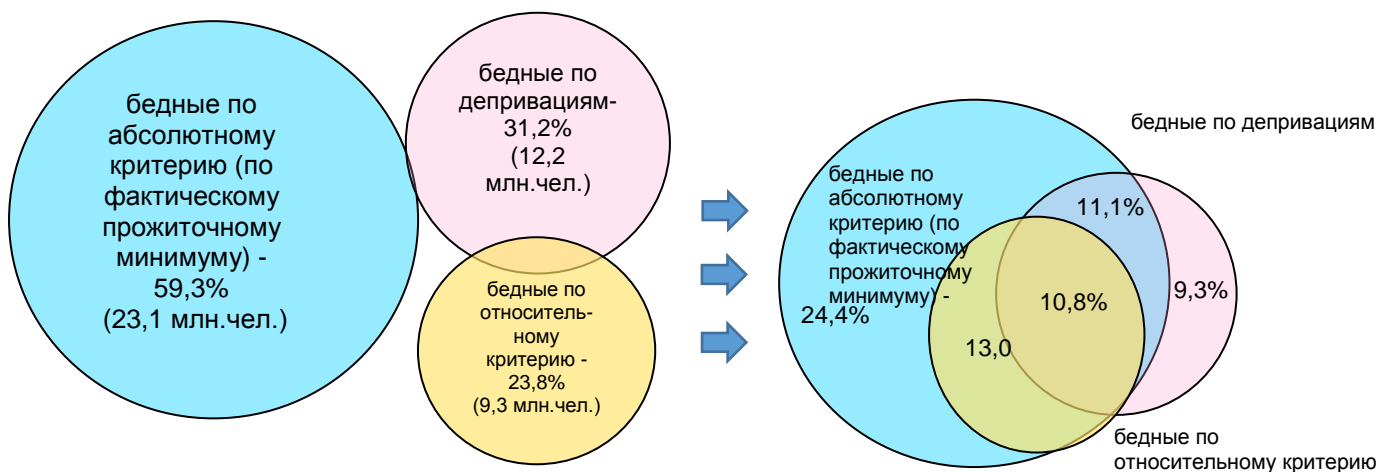 бедные по
абсолютному
критерию (по
фактическому
прожиточному
минимуму) -
59,3%
(23,1 млн.чел.)
бедные по
депривациям-
31,2%
(12,2
млн.чел.)
бедные по
относитель-
ному
критерию -
23,8%
(9,3 млн.чел.)
бедные по депривациям
бедные по
абсолютному
критерию (по
фактическому
прожиточному
минимуму) -
24,4%
11,1%
9,3%
10,8%
13,0
бедные по
относительному критерию